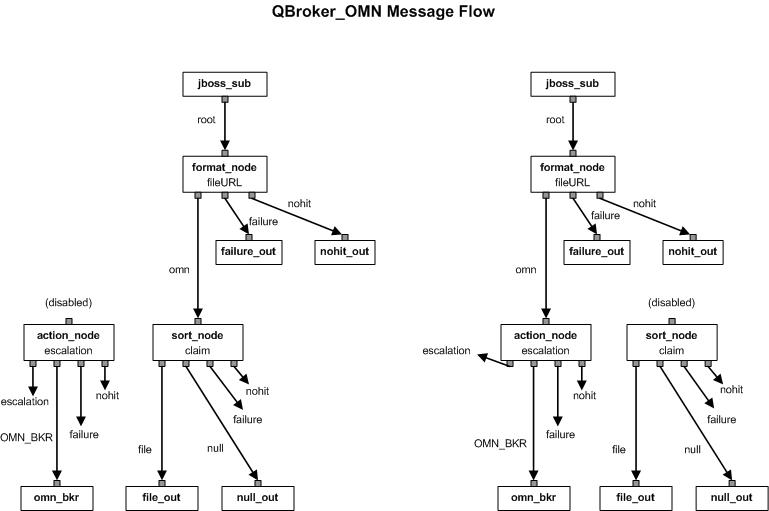 QBroker_OMN Message Flow
jboss_sub
root
format_node
fileURL
nohit
failure
failure_out
nohit_out
omn
(disabled)
action_node
escalation
sort_node
claim
escalation
nohit
nohit
failure
failure
OMN_BKR
file
null
omn_bkr
file_out
null_out
jboss_sub
root
format_node
fileURL
nohit
failure
failure_out
nohit_out
omn
(disabled)
action_node
escalation
sort_node
claim
escalation
nohit
nohit
failure
failure
OMN_BKR
file
null
omn_bkr
file_out
null_out